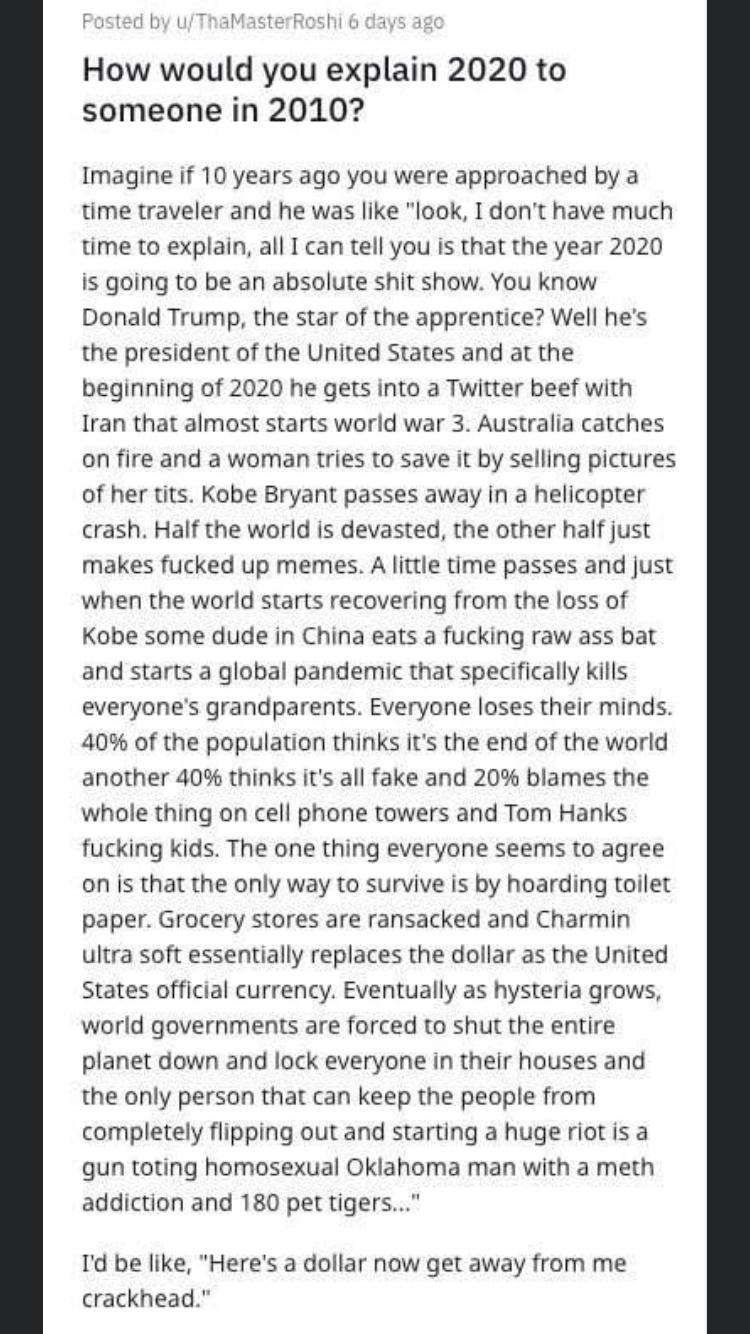 Posted by u/ThaMasterRoshi 6 days ago
How would you explain 2020 to
someone in 2010?
Imagine if 10 years ago you were approached by a
time traveler and he was like "look, I don't have much
time to explain, all I can tell you is that the year 2020
is going to be an absolute shit show. You know
Donald Trump, the star of the apprentice? Well he's
the president of the United States and at the
beginning of 2020 he gets into a Twitter beef with
Iran that almost starts world war 3. Australia catches
on fire and a woman tries to save it by selling pictures
of her tits. Kobe Bryant passes away in a helicopter
crash. Half the world is devasted, the other half just
makes fucked up memes. A little time passes and just
when the world starts recovering from the loss of
Kobe some dude in China eats a fucking raw ass bat
and starts a global pandemic that specifically kills
everyone's grandparents. Everyone loses their minds.
40% of the population thinks it's the end of the world
another 40% thinks it's all fake and 20% blames the
whole thing on cell phone towers and Tom Hanks
fucking kids. The one thing everyone seems to agree
on is that the only way to survive is by hoarding toilet
paper. Grocery stores are ransacked and Charmin
ultra soft essentially replaces the dollar as the United
States official currency. Eventually as hysteria grows,
world governments are forced to shut the entire
planet down and lock everyone in their houses and
the only person that can keep the people from
completely flipping out and starting a huge riot is a
gun toting homosexual Oklahoma man with a meth
addiction and 180 pet tigers..."
I'd be like, "Here's a dollar now get away from me
crackhead."